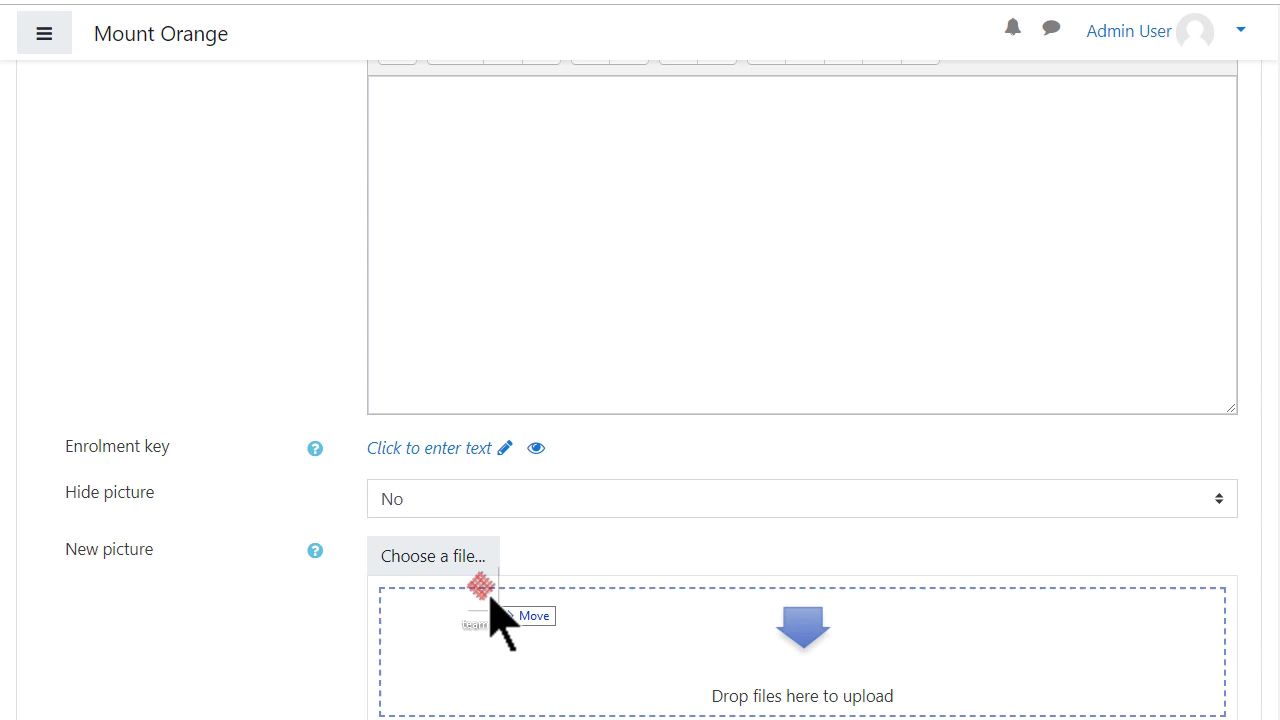 Mount Orange
Admin User
Enrolment key
Click to enter text
Hide picture
No
New picture
Choose a file...
Move
team
Drop files here to upload